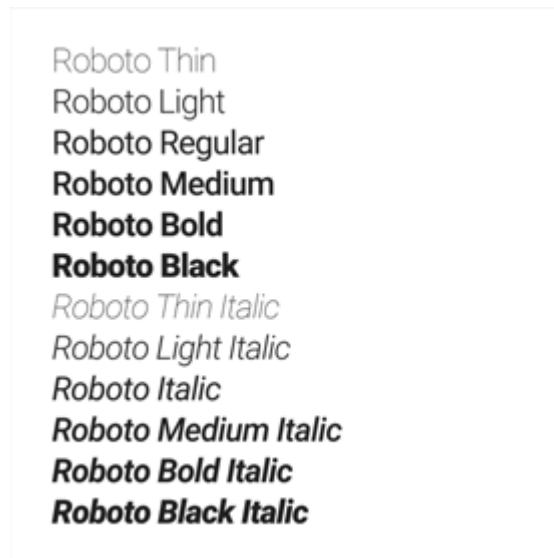 Roboto Thin
Roboto Light
Roboto Regular
Roboto Medium
Roboto Bold
Roboto Black
Roboto Thin Italic
Roboto Light Italic
Roboto Italic
Roboto Medium Italic
Roboto Bold Italic
Roboto Black Italic